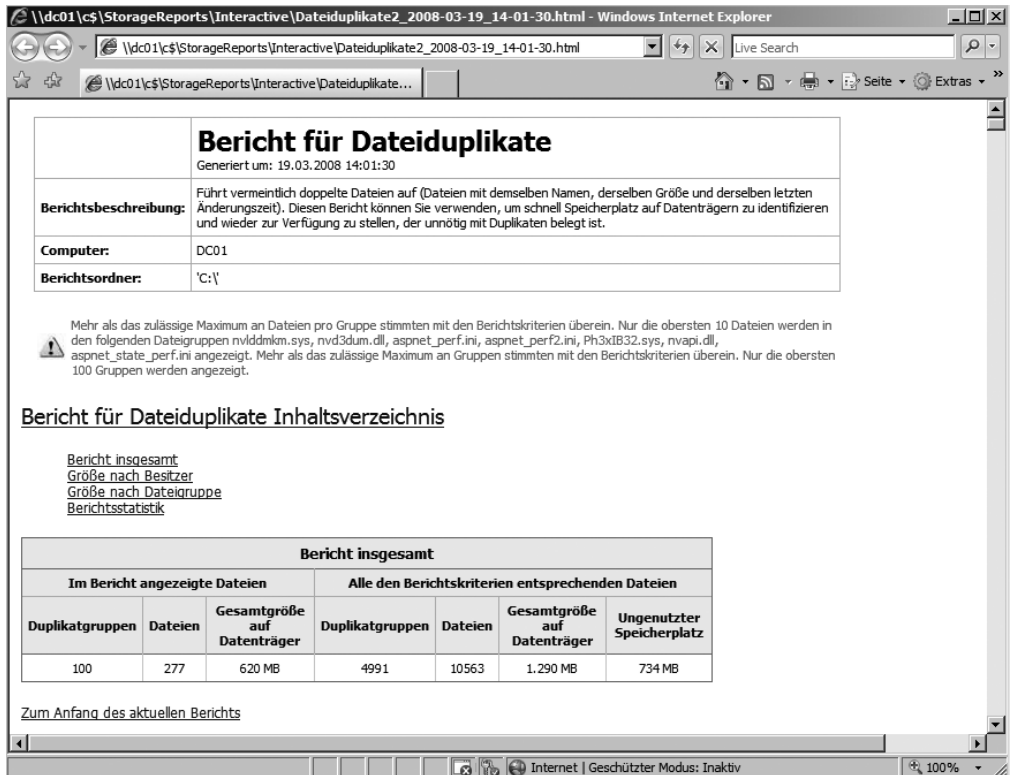 \\dc01\c$\StorageReports\Interactive\Dateiduplikate2_2008-03-19_14-01-30.html - Windows Internet Explorer
\\dc01\c$\StorageReports\Interactive\Dateiduplikate2_2008-03-19_14-01-30.html
Live Search
\\dc01\c$\StorageReports\Interactive\Dateiduplikate...
Seite
Extras
»
Bericht für Dateiduplikate
Generiert um: 19.03.2008 14:01:30
Berichtsbeschreibung:
Führt vermeintlich doppelte Dateien auf (Dateien mit demselben Namen, derselben Größe und derselben letzten
Änderungszeit). Diesen Bericht können Sie verwenden, um schnell Speicherplatz auf Datenträgern zu identifizieren
und wieder zur Verfügung zu stellen, der unnötig mit Duplikaten belegt ist.
Computer: DC01
Berichtsordner: 'C:\'
Mehr als das zulässige Maximum an Dateien pro Gruppe stimmten mit den Berichtskriterien überein. Nur die obersten 10 Dateien werden in
den folgenden Dateigruppen nvlddmkm.sys, nvd3dum.dll, aspnet_perf.ini, aspnet_perf2.ini, Ph3xIB32.sys, nvapi.dll,
aspnet_state_perf.ini angezeigt. Mehr als das zulässige Maximum an Gruppen stimmten mit den Berichtskriterien überein. Nur die obersten
100 Gruppen werden angezeigt.
Bericht für Dateiduplikate Inhaltsverzeichnis
Bericht insgesamt
Größe nach Besitzer
Größe nach Dateigruppe
Berichtsstatistik
Bericht insgesamt
Im Bericht angezeigte Dateien
Alle den Berichtskriterien entsprechenden Dateien
Duplikatgruppen
Dateien
Gesamtgröße
auf
Datenträger
Duplikatgruppen
Dateien
Gesamtgröße
auf
Datenträger
Ungenutzter
Speicherplatz
100 277 620 MB 4991 10563 1.290 MB 734 MB
Zum Anfang des aktuellen Berichts
Internet | Geschützter Modus: Inaktiv
100%